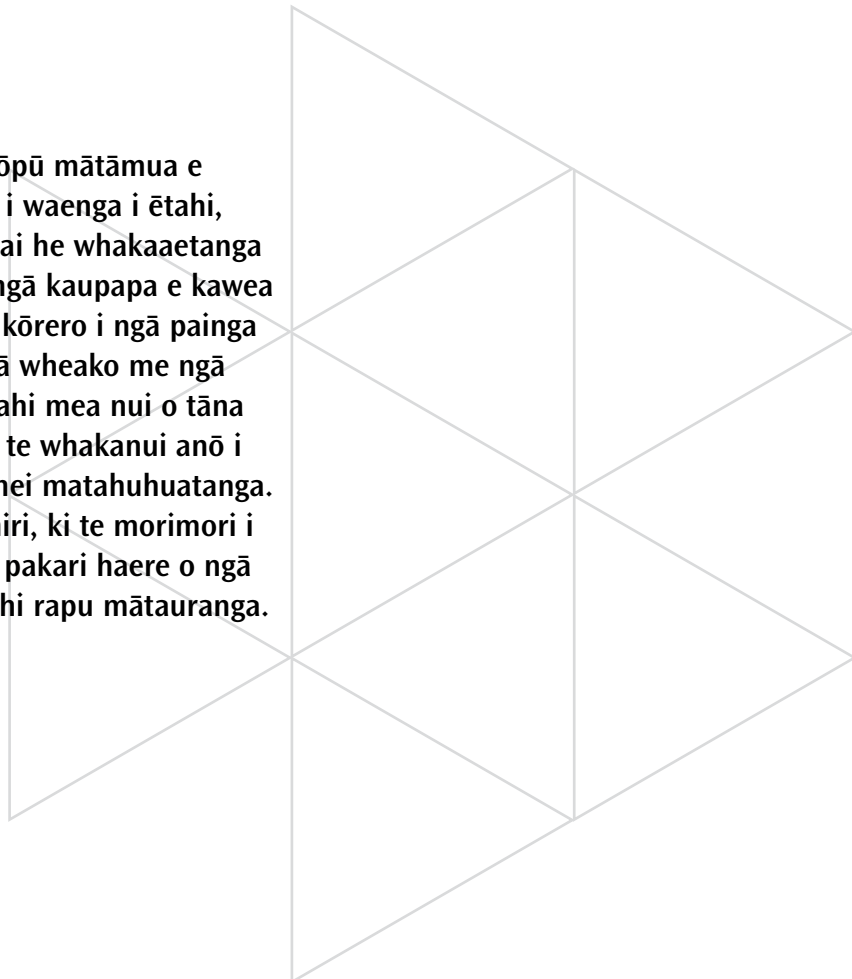 ōpū mātāmua e
i waenga i ētahi,
ai he whakaaetanga
ngā kaupapa e kawea
kōrero i ngā painga
ā wheako me ngā
ahi mea nui o tāna
te whakanui anō i
nei matahuhuatanga.
iri, ki te morimori i
pakari haere o ngā
hi rapu mātauranga.